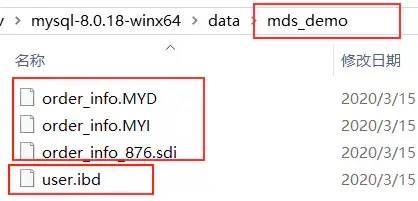 mysql-8.0.18-winx64 > data > mds_demo
名称 修改日期
order_info.MYD 2020/3/15
order_info.MYI 2020/3/15
order_info_876.sdi 2020/3/15
user.ibd 2020/3/15